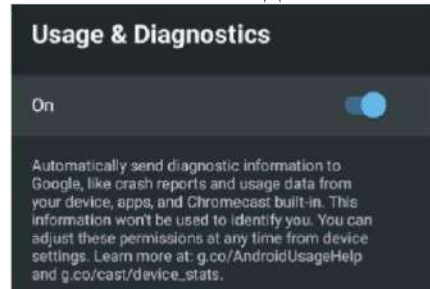 Usage & Diagnostics
On
Automatically send diagnostic information to
Google, like crash reports and usage data from
your device, apps, and Chromecast built-in. This
information won't be used to identify you. You can
adjust these permissions at any time from device
settings. Learn more at: g.co/AndroidUsageHelp
and g.co/cast/device_stats.